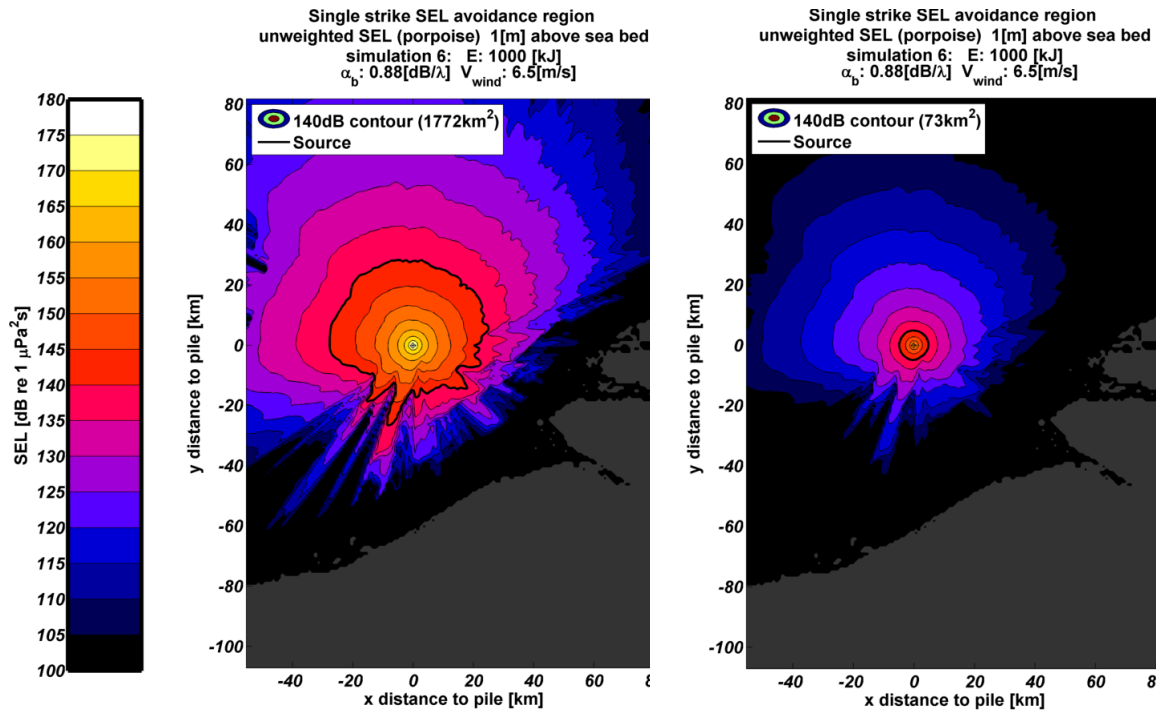 Single strike SEL avoidance region
unweighted SEL (porpoise) 1[m] above sea bed
simulation 6: E: 1000 [kJ]
α_b: 0.88[dB/λ] V_wind: 6.5[m/s]
Single strike SEL avoidance region
unweighted SEL (porpoise) 1[m] above sea bed
simulation 6: E: 1000 [kJ]
α_b: 0.88[dB/λ] V_wind: 6.5[m/s]
SEL [dB re 1 μPa²s]
180
175
170
165
160
155
150
145
140
135
130
125
120
115
110
105
100
140dB contour (1772km²)
Source
y distance to pile [km]
60
40
20
0
-20
-40
-60
-80
-100
-40
-20
0
20
40
60
x distance to pile [km]
140dB contour (73km²)
Source
y distance to pile [km]
60
40
20
0
-20
-40
-60
-80
-100
-40
-20
0
20
40
60
x distance to pile [km]